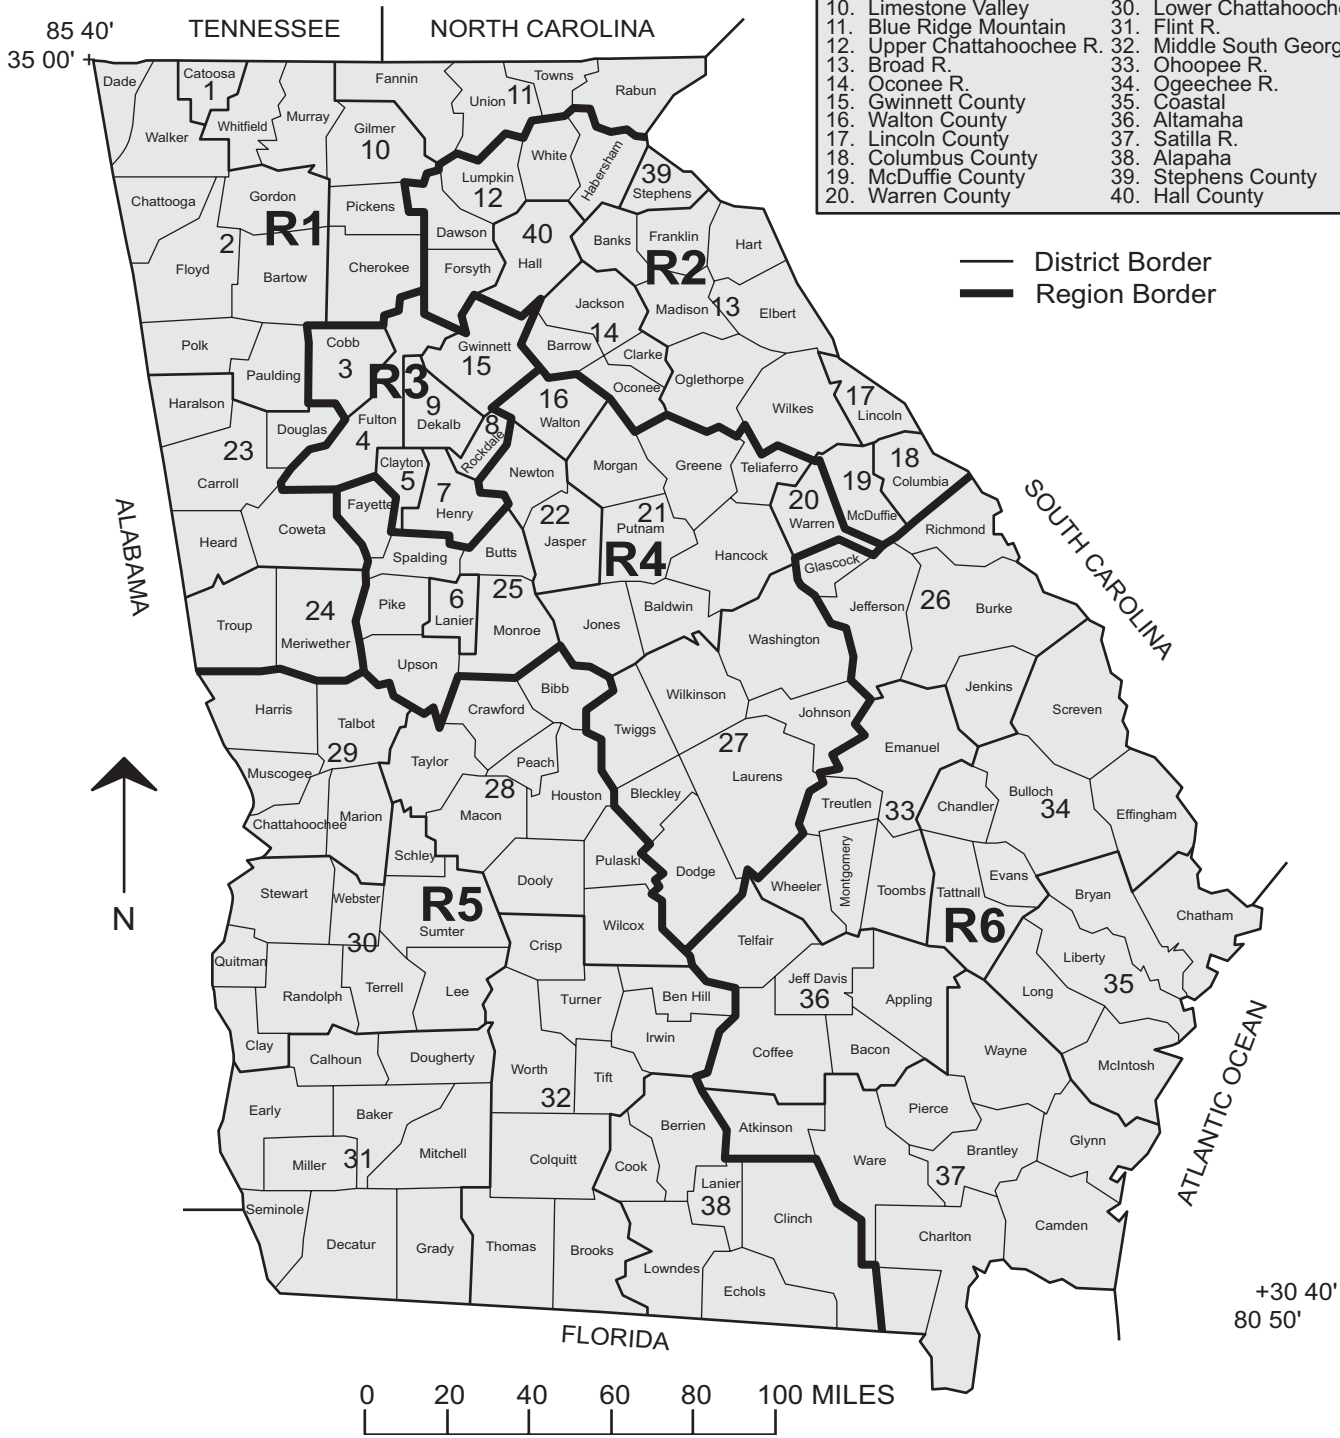 85 40'
TENNESSEE
NORTH CAROLINA
35 00'
10. Limestone Valley
11. Blue Ridge Mountain
12. Upper Chattahoochee R.
13. Broad R.
14. Oconee R.
15. Gwinnett County
16. Walton County
17. Lincoln County
18. Columbus County
19. McDuffie County
20. Warren County
30. Lower Chattahooche
31. Flint R.
32. Middle South Georg
33. Ohoopee R.
34. Ogeechee R.
35. Coastal
36. Altamaha
37. Satilla R.
38. Alapaha
39. Stephens County
40. Hall County
District Border
Region Border
Dade
Catoosa
1
Fannin
Towns
Union
11
Rabun
Walker
Whitfield
Murray
Gilmer
10
White
Habersham
39
Stephens
Lumpkin
12
Chattooga
Gordon
R1
Pickens
Dawson
40
Hall
Banks
Franklin
R2
Hart
2
Floyd
Bartow
Cherokee
Forsyth
Jackson
14
Madison
13
Elbert
Polk
Paulding
Cobb
3
R3
Gwinnett
15
Barrow
Clarke
Oconee
Oglethorpe
Wilkes
17
Lincoln
Haralson
Douglas
Fulton
4
9
Dekalb
8
Rockdale
16
Walton
23
Carroll
Clayton
5
7
Henry
Newton
Morgan
Greene
Teliaferro
18
Columbia
19
McDuffie
20
Warren
Richmond
Heard
Coweta
Fayette
Spalding
Butts
22
Jasper
21
Putnam
R4
Hancock
Glascock
Jefferson
26
Burke
ALABAMA
SOUTH CAROLINA
Troup
24
Meriwether
Pike
6
Lanier
25
Monroe
Jones
Baldwin
Washington
Upson
Jenkins
Screven
Harris
Talbot
29
Crawford
Bibb
Twiggs
Wilkinson
Johnson
Emanuel
Muscogee
Taylor
Peach
28
Houston
Macon
27
Laurens
Bleckley
Treutlen
33
Chandler
Bulloch
34
Effingham
Chattahoochee
Marion
Schley
Dooly
Pulaski
Dodge
Wheeler
Montgomery
Toombs
Tattnall
Evans
Bryan
Chatham
Stewart
Webster
R5
Sumter
Wilcox
Telfair
R6
N
30
Crisp
Quitman
Randolph
Terrell
Lee
Turner
Ben Hill
Jeff Davis
36
Appling
Long
Liberty
35
Clay
Calhoun
Dougherty
Worth
32
Tift
Irwin
Coffee
Bacon
Wayne
McIntosh
ATLANTIC OCEAN
Early
Baker
Miller
31
Mitchell
Colquitt
Cook
Berrien
Atkinson
Ware
Pierce
Brantley
37
Glynn
Seminole
Decatur
Grady
Thomas
Brooks
Lowndes
Lanier
38
Clinch
Echols
Charlton
Camden
+30 40'
80 50'
FLORIDA
0 20 40 60 80 100 MILES